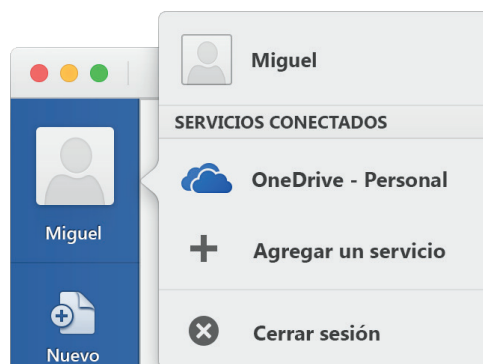 Miguel
SERVICIOS CONECTADOS
OneDrive - Personal
Agregar un servicio
Cerrar sesión
Miguel
Nuevo